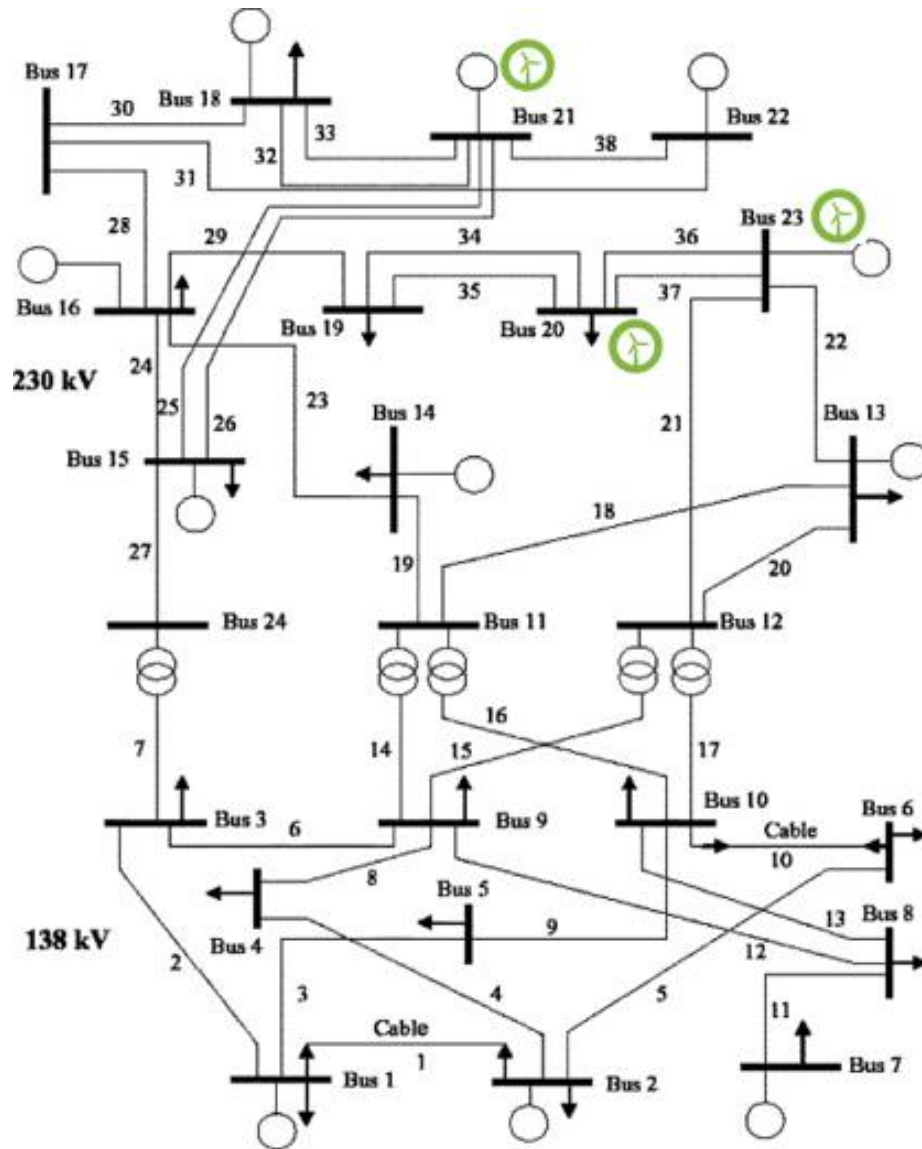 Bus 17
Bus 18
Bus 21
Bus 22
30
33
32
38
31
Bus 23
28
29
34
36
35
37
Bus 16
Bus 19
Bus 20
22
24
230 kV
25
26
23
21
Bus 14
Bus 13
Bus 15
18
27
19
20
Bus 24
Bus 11
Bus 12
16
7
14
15
17
Bus 3
6
Bus 9
Bus 10
Bus 6
Cable
10
8
Bus 5
Bus 8
13
138 kV
Bus 4
9
12
2
3
4
5
11
Cable
1
Bus 1
Bus 2
Bus 7